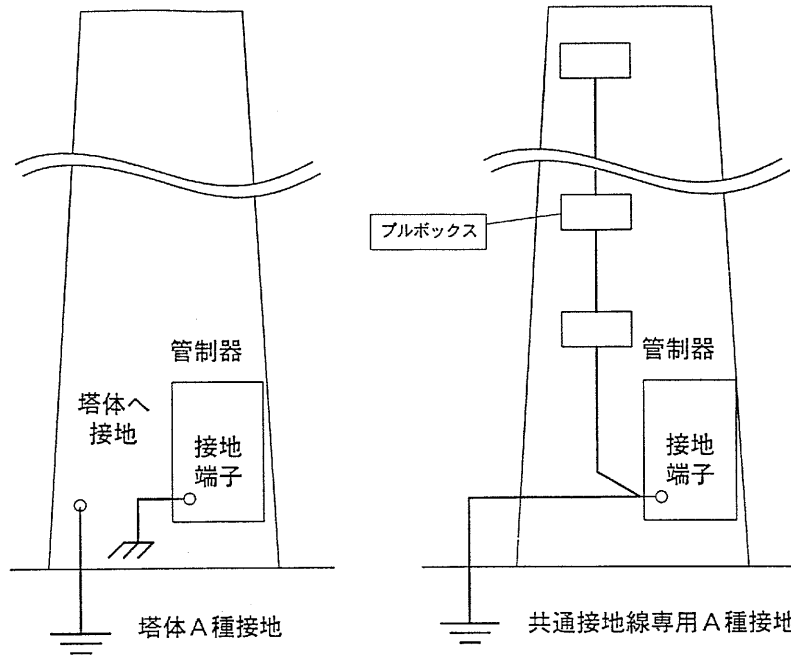 管制器
塔体へ
接地
接地
端子
塔体A種接地
プルボックス
管制器
接地
端子
共通接地線専用A種接地